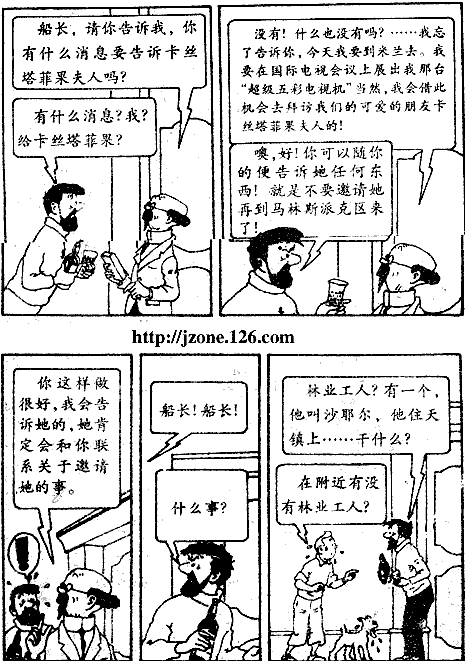 船长，请你告诉我，你
有什么消息要告诉卡丝
塔菲果夫人吗？
有什么消息？我？
给卡丝塔菲果？
没有！什么也没有吗？……我忘
了告诉你，今天我要到米兰去。我
要在国际电视会议上展出我那台
“超级五彩电视机”当然，我会借此
机会去拜访我们的可爱的朋友卡
丝塔菲果夫人的！
噢，好！你可以随你
的便告诉她任何东
西！就是不要邀请她
再到马林斯派克区来
了！
http://jzone.126.com
你这样做
很好，我会告
诉她的，她肯
定会和你联
系关于邀请
她的事。
!
船长！船长！
什么事？
林业工人？有一个，
他叫沙耶尔，他住天
镇上……干什么？
在附近有没
有林业工人？